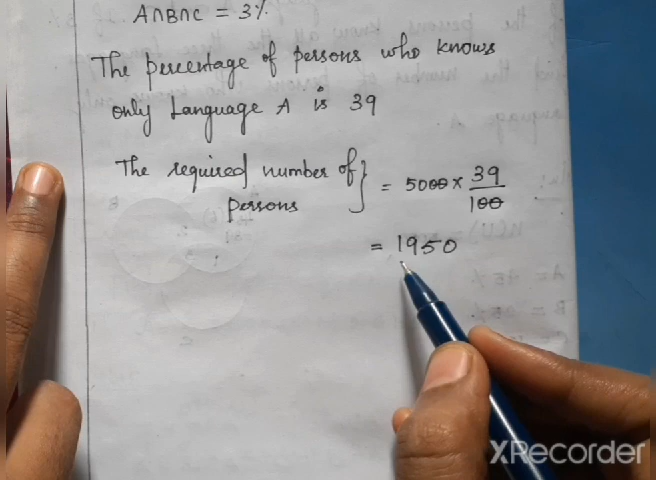 A∩B∩C = 3%
The percentage of persons who knows
only Language A is 39
The required number of
persons } = 5000 × 39/100
= 1950
XRecorder